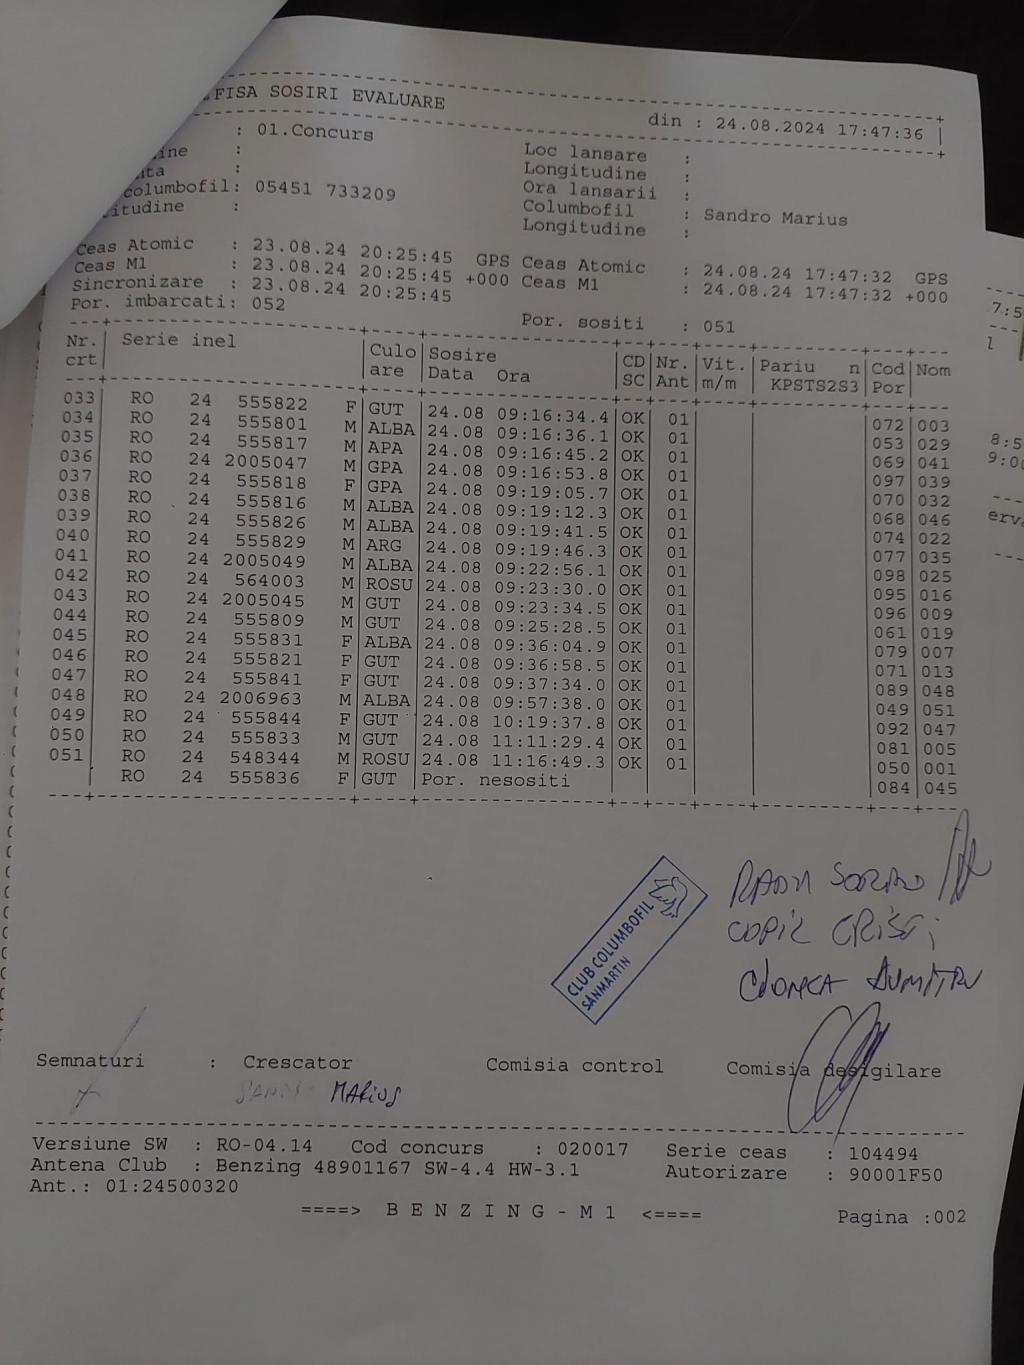 FISA SOSIRI EVALUARE
din : 24.08.2024 17:47:36
: 01.Concurs
Loc lansare :
Longitudine :
Ora lansarii :
columbofil: 05451 733209 Columbofil : Sandro Marius
itudine : Longitudine :
Ceas Atomic : 23.08.24 20:25:45 GPS Ceas Atomic : 24.08.24 17:47:32 GPS
Ceas M1 : 23.08.24 20:25:45 +000 Ceas M1 : 24.08.24 17:47:32 +000
Sincronizare : 23.08.24 20:25:45
Por. imbarcati: 052 Por. sositi : 051
Nr. Serie inel Culo Sosire CD Nr. Vit. Pariu n Cod Nom
crt are Data Ora SC Ant m/m KPSTS2S3 Por
033 RO 24 555822 F GUT 24.08 09:16:34.4 OK 01 072 003
034 RO 24 555801 M ALBA 24.08 09:16:36.1 OK 01 053 029
035 RO 24 555817 M APA 24.08 09:16:45.2 OK 01 069 041
036 RO 24 2005047 M GPA 24.08 09:16:53.8 OK 01 097 039
037 RO 24 555818 F GPA 24.08 09:19:05.7 OK 01 070 032
038 RO 24 555816 M ALBA 24.08 09:19:12.3 OK 01 068 046
039 RO 24 555826 M ALBA 24.08 09:19:41.5 OK 01 074 022
040 RO 24 555829 M ARG 24.08 09:19:46.3 OK 01 077 035
041 RO 24 2005049 M ALBA 24.08 09:22:56.1 OK 01 098 025
042 RO 24 564003 M ROSU 24.08 09:23:30.0 OK 01 095 016
043 RO 24 2005045 M GUT 24.08 09:23:34.5 OK 01 096 009
044 RO 24 555809 M GUT 24.08 09:25:28.5 OK 01 061 019
045 RO 24 555831 F ALBA 24.08 09:36:04.9 OK 01 079 007
046 RO 24 555821 F GUT 24.08 09:36:58.5 OK 01 071 013
047 RO 24 555841 F GUT 24.08 09:37:34.0 OK 01 089 048
048 RO 24 2006963 M ALBA 24.08 09:57:38.0 OK 01 049 051
049 RO 24 555844 F GUT 24.08 10:19:37.8 OK 01 092 047
050 RO 24 555833 M GUT 24.08 11:11:29.4 OK 01 081 005
051 RO 24 548344 M ROSU 24.08 11:16:49.3 OK 01 050 001
RO 24 555836 F GUT Por. nesositi 084 045
CLUB COLUMBOFIL
SANMARTIN
COPIL CRISTI
CIONCA DUMITRU
Semnaturi : Crescator Comisia control Comisia desigilare
MARIUS
Versiune SW : RO-04.14 Cod concurs : 020017 Serie ceas : 104494
Antena Club : Benzing 48901167 SW-4.4 HW-3.1 Autorizare : 90001F50
Ant.: 01:24500320
====> B E N Z I N G - M 1 <==== Pagina :002